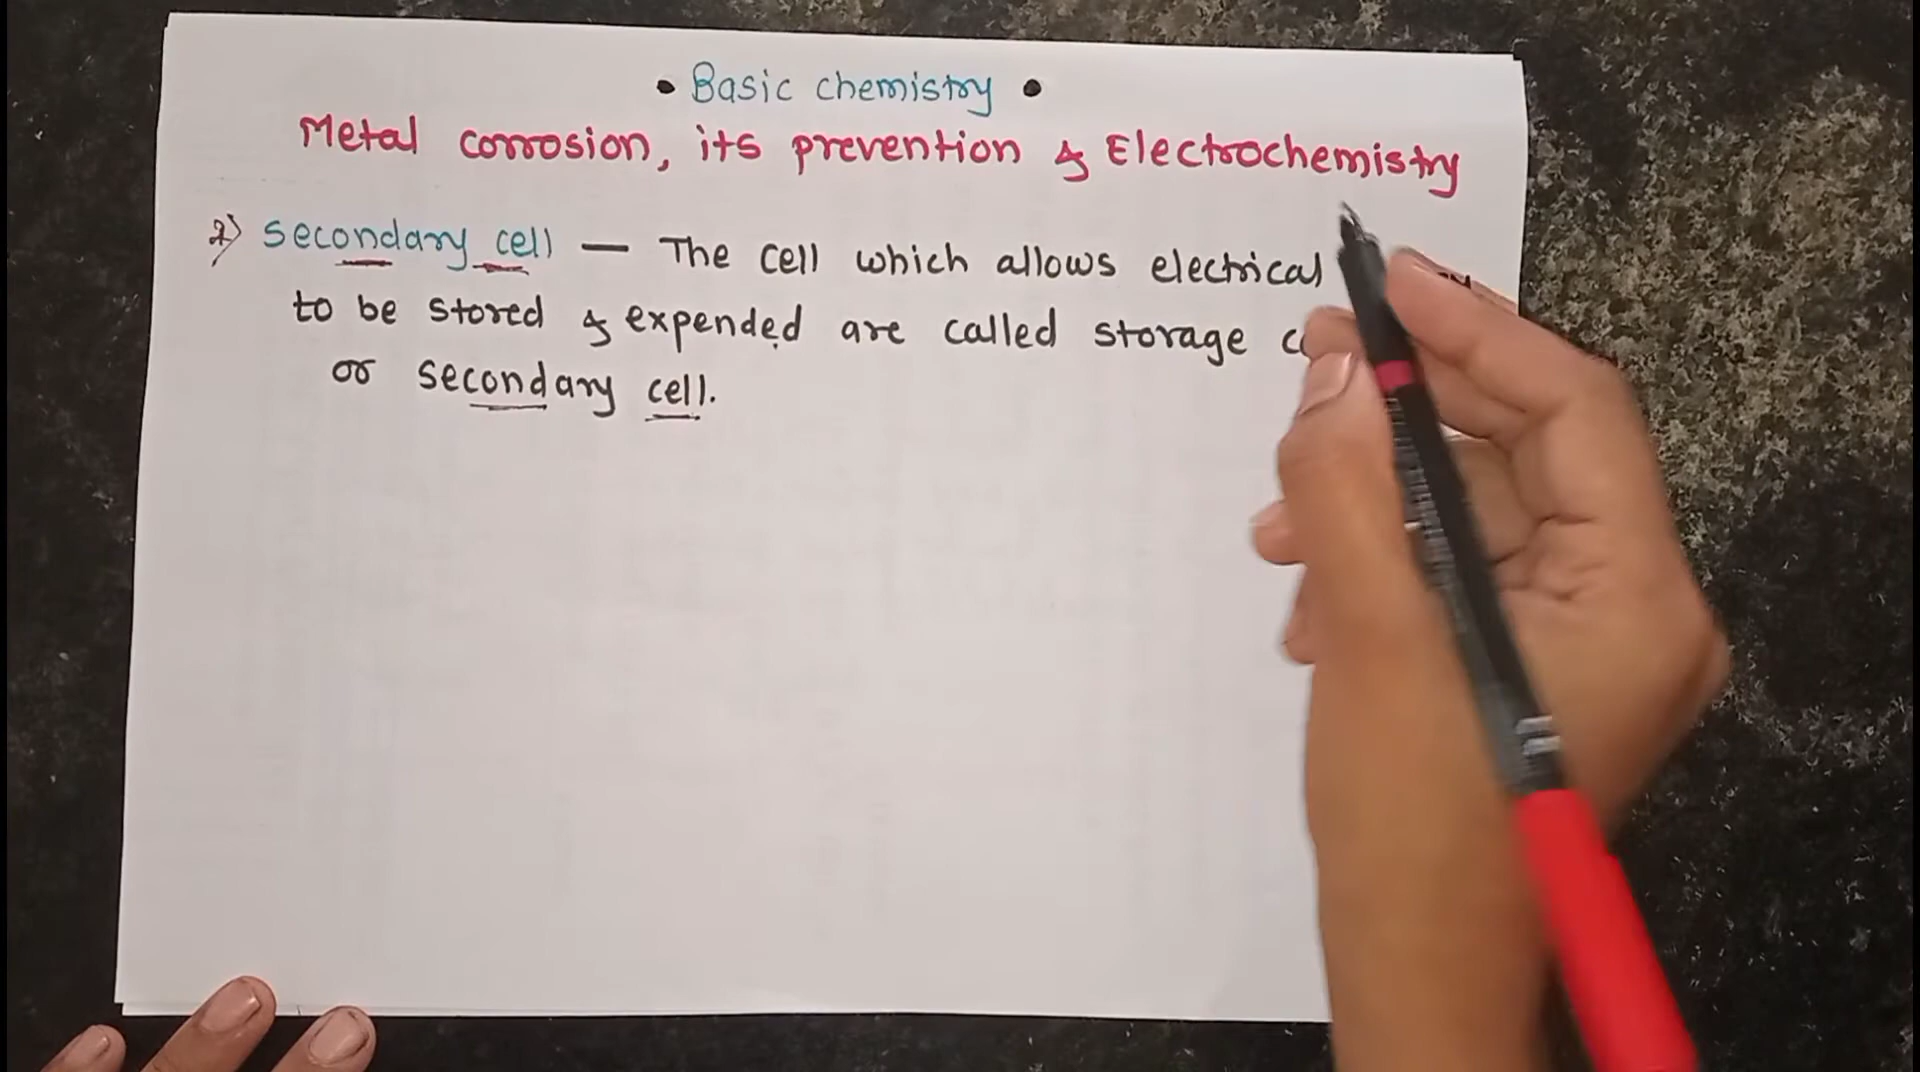 • Basic chemistry •
Metal corrosion, its prevention & Electrochemistry
2) Secondary cell — The cell which allows electrical
to be stored & expended are called storage
or secondary cell.